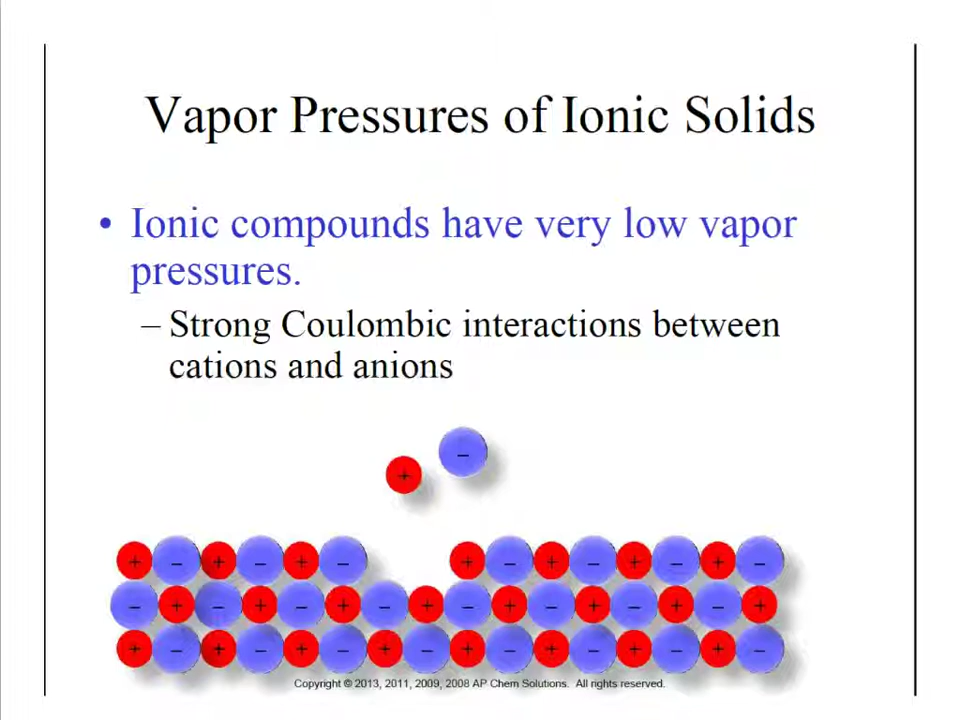 Vapor Pressures of Ionic Solids
• Ionic compounds have very low vapor
pressures.
– Strong Coulombic interactions between
cations and anions
–
+
+ – + – + – + – + – + – + –
– + – + – + – + – + – + – + – +
+ – + – + – + – + – + – + – + –
Copyright © 2013, 2011, 2009, 2008 AP Chem Solutions. All rights reserved.